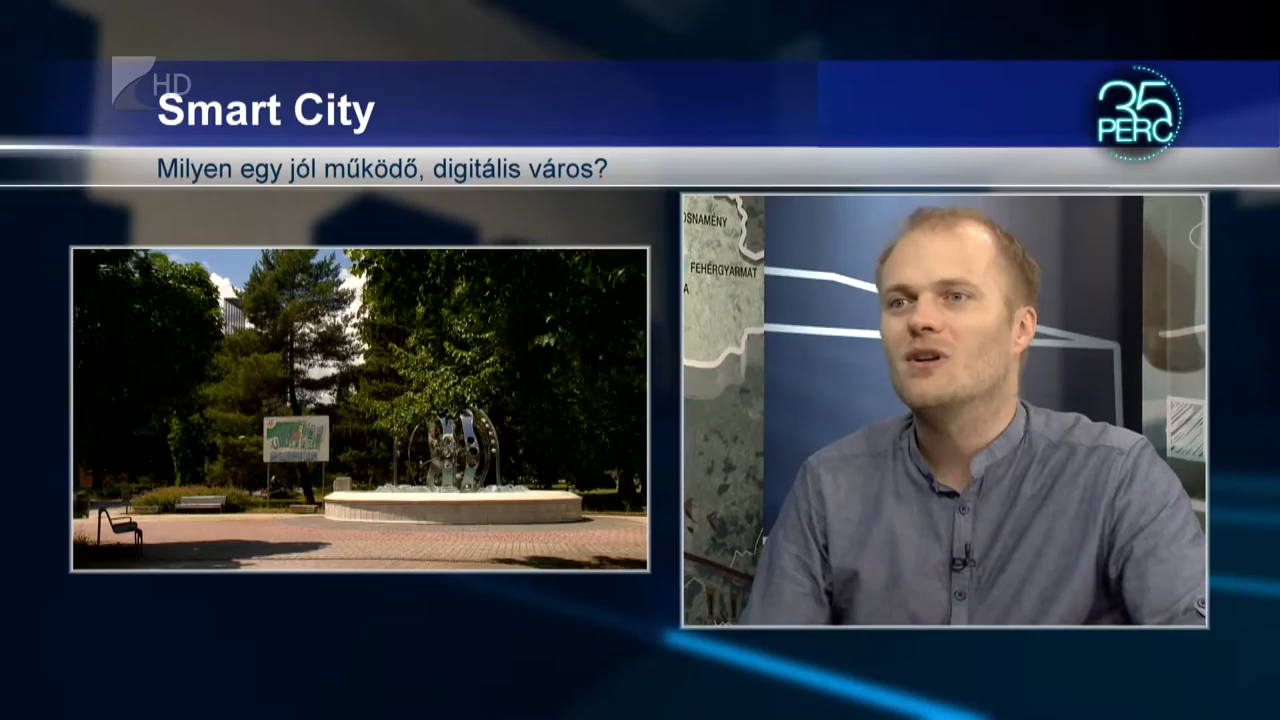 HD
Smart City
35
PERC
Milyen egy jól működő, digitális város?
OSNAMÉNY
FEHÉRGYARMAT
A